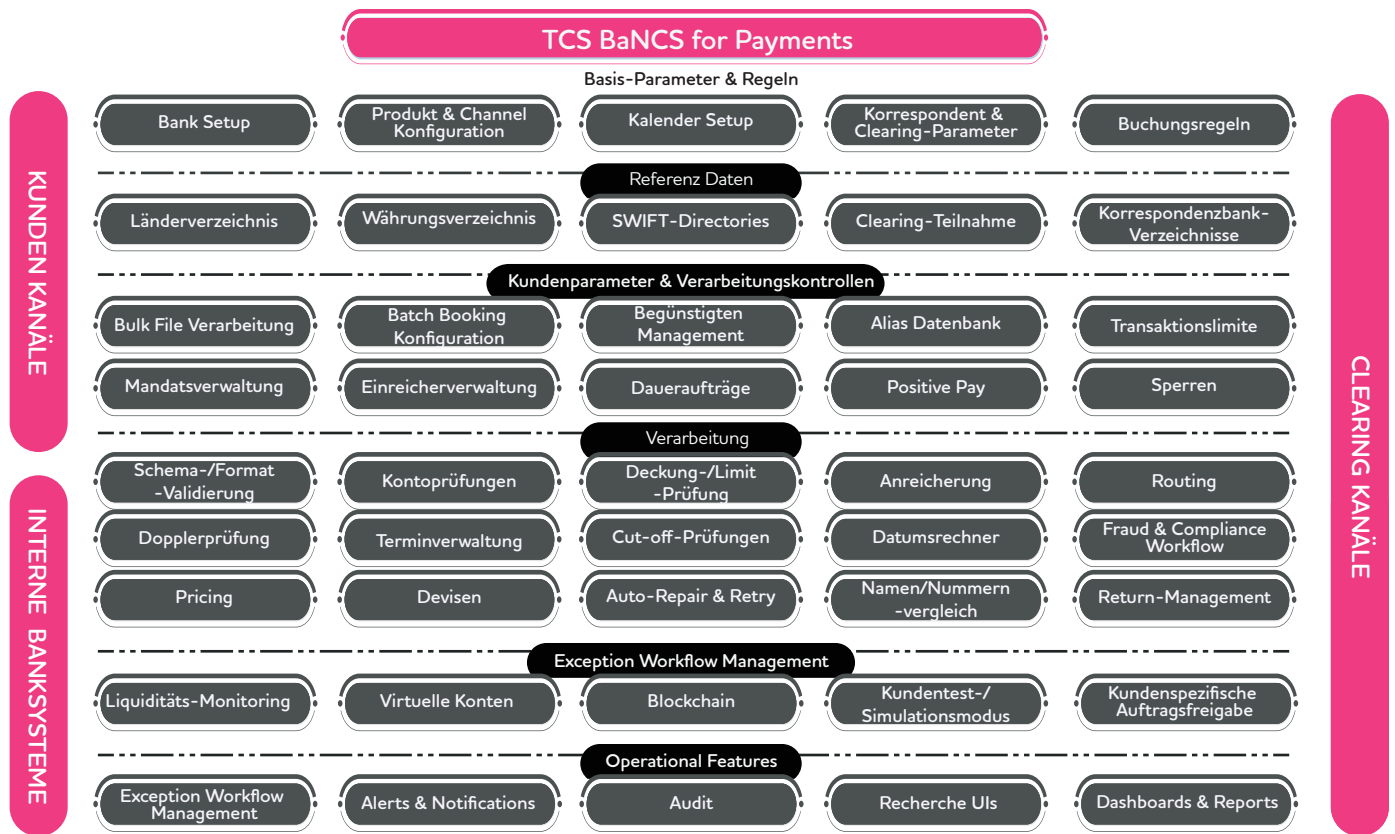 TCS BaNCS for Payments
Basis-Parameter & Regeln
KUNDEN KANÄLE
INTERNE BANKSYSTEME
CLEARING KANÄLE
Bank Setup
Produkt & Channel
Konfiguration
Kalender Setup
Korrespondent &
Clearing-Parameter
Buchungsregeln
Referenz Daten
Länderverzeichnis
Währungsverzeichnis
SWIFT-Directories
Clearing-Teilnahme
Korrespondenzbank-
Verzeichnisse
Kundenparameter & Verarbeitungskontrollen
Bulk File Verarbeitung
Batch Booking
Konfiguration
Begünstigten
Management
Alias Datenbank
Transaktionslimite
Mandatsverwaltung
Einreicherverwaltung
Daueraufträge
Positive Pay
Sperren
Verarbeitung
Schema-/Format
-Validierung
Kontoprüfungen
Deckung-/Limit
-Prüfung
Anreicherung
Routing
Dopplerprüfung
Terminverwaltung
Cut-off-Prüfungen
Datumsrechner
Fraud & Compliance
Workflow
Pricing
Devisen
Auto-Repair & Retry
Namen/Nummern
-vergleich
Return-Management
Exception Workflow Management
Liquiditäts-Monitoring
Virtuelle Konten
Blockchain
Kundentest-/
Simulationsmodus
Kundenspezifische
Auftragsfreigabe
Operational Features
Exception Workflow
Management
Alerts & Notifications
Audit
Recherche UIs
Dashboards & Reports